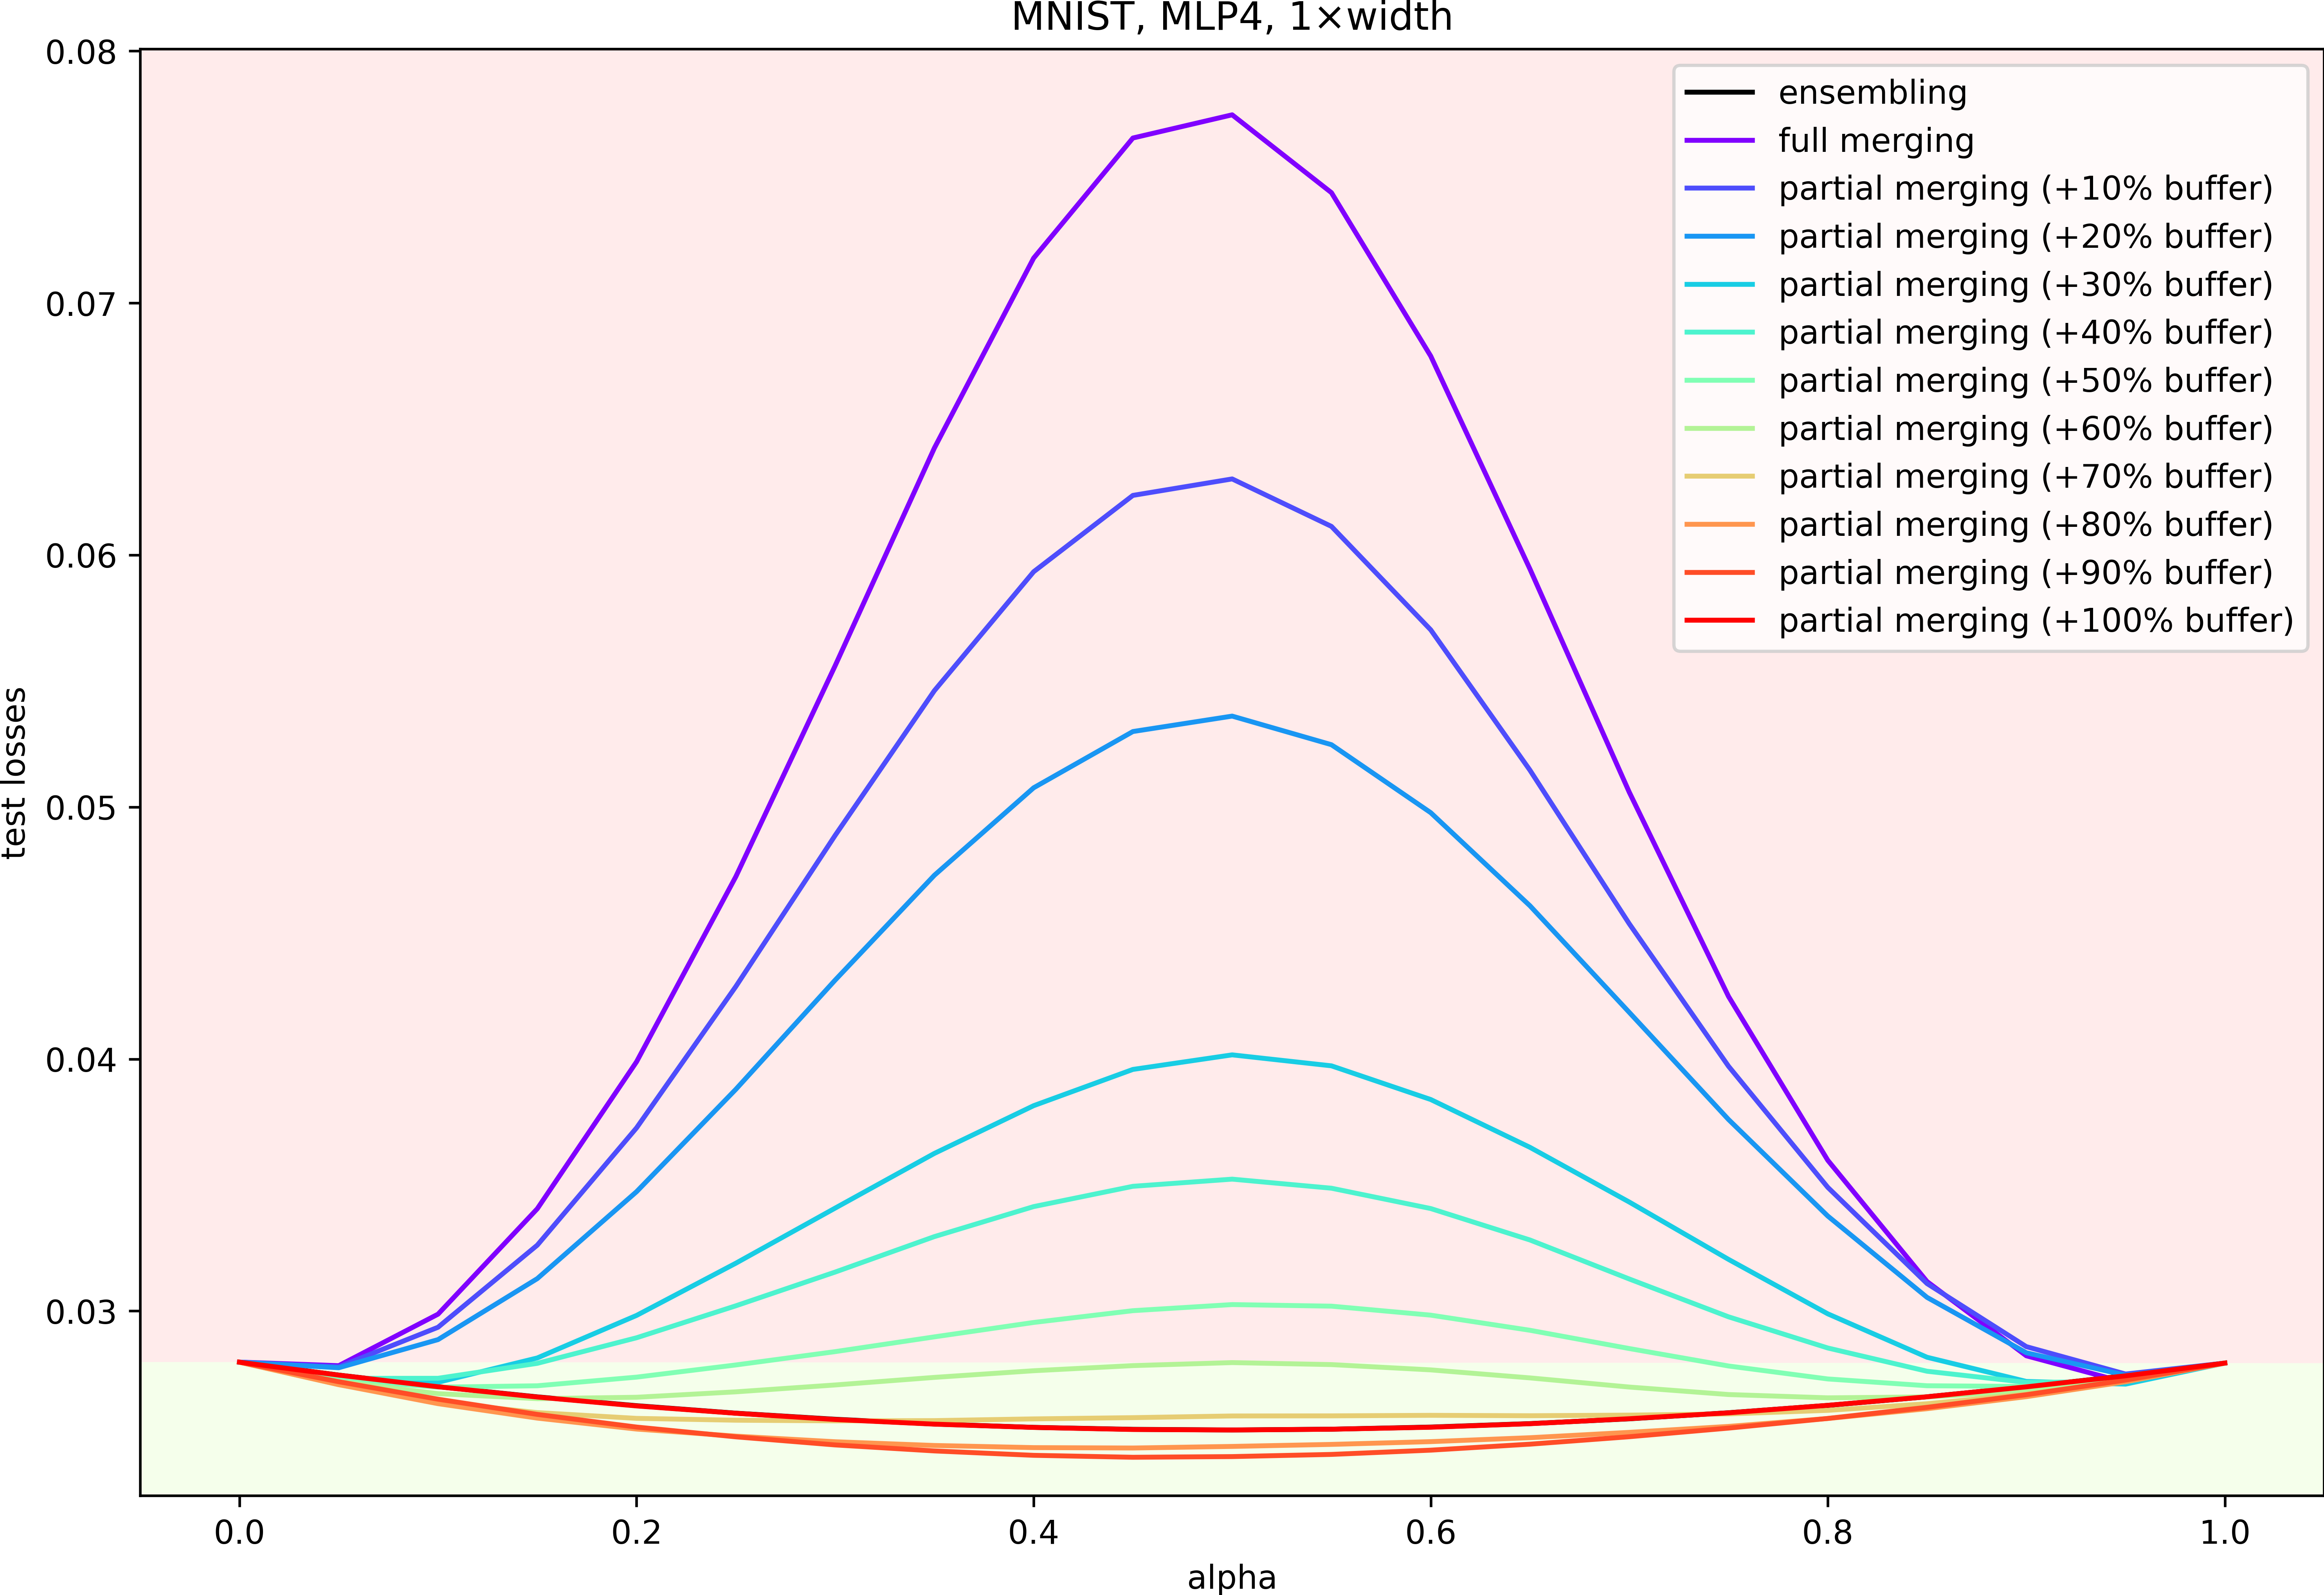 MNIST, MLP4, 1×width
0.08
0.07
0.06
0.05
0.04
0.03
test losses
ensembling
full merging
partial merging (+10% buffer)
partial merging (+20% buffer)
partial merging (+30% buffer)
partial merging (+40% buffer)
partial merging (+50% buffer)
partial merging (+60% buffer)
partial merging (+70% buffer)
partial merging (+80% buffer)
partial merging (+90% buffer)
partial merging (+100% buffer)
0.0 0.2 0.4 0.6 0.8 1.0
alpha